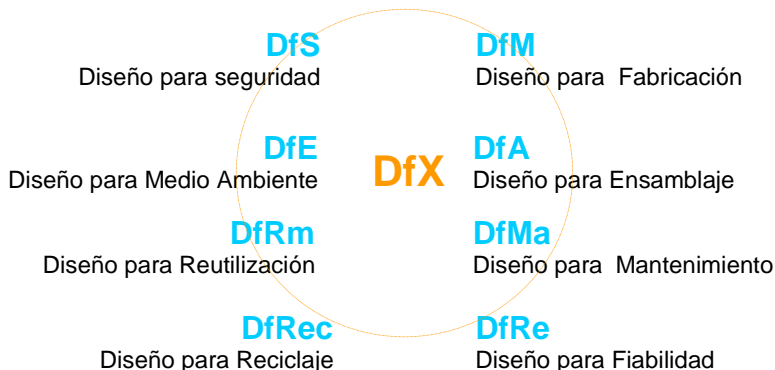 DfS
Diseño para seguridad
DfM
Diseño para Fabricación
DfE
Diseño para Medio Ambiente
DfX
DfA
Diseño para Ensamblaje
DfRm
Diseño para Reutilización
DfMa
Diseño para Mantenimiento
DfRec
Diseño para Reciclaje
DfRe
Diseño para Fiabilidad